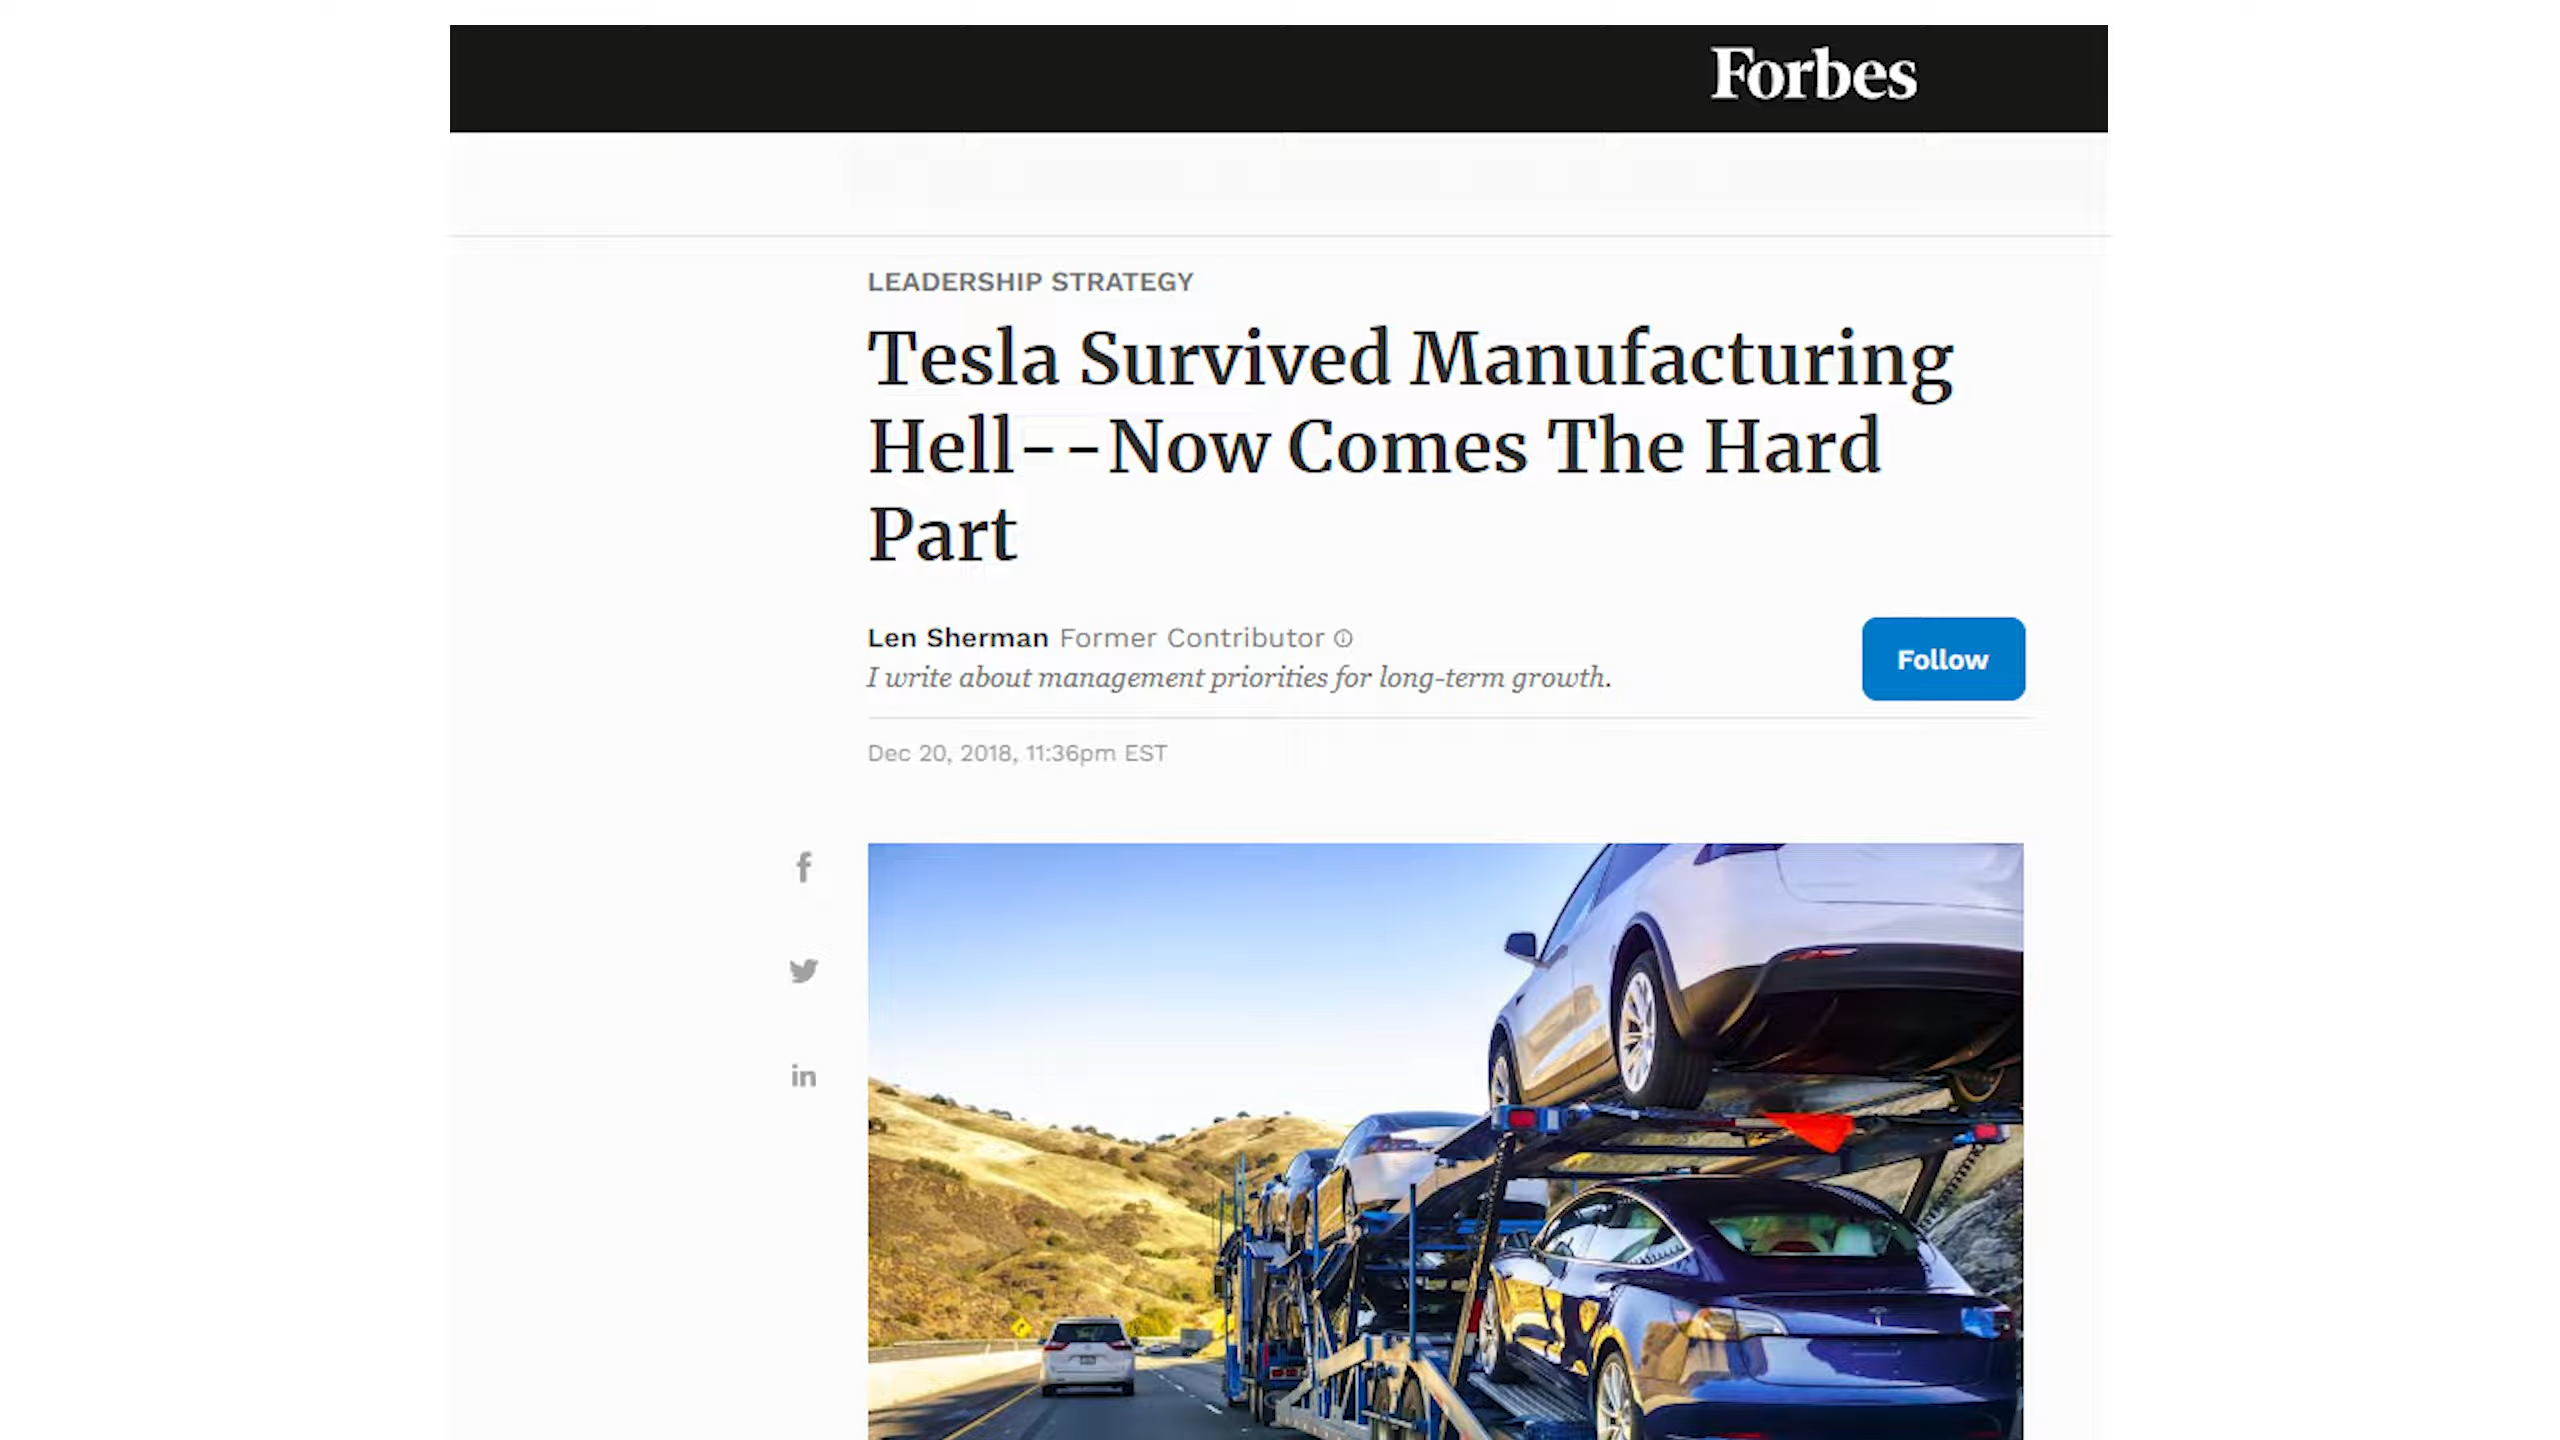 Forbes
LEADERSHIP STRATEGY
Tesla Survived Manufacturing
Hell--Now Comes The Hard
Part
Len Sherman Former Contributor
I write about management priorities for long-term growth.
Follow
Dec 20, 2018, 11:36pm EST